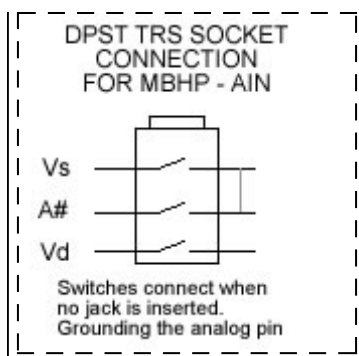 DPST TRS SOCKET
CONNECTION
FOR MBHP - AIN
Vs
A#
Vd
Switches connect when
no jack is inserted.
Grounding the analog pin